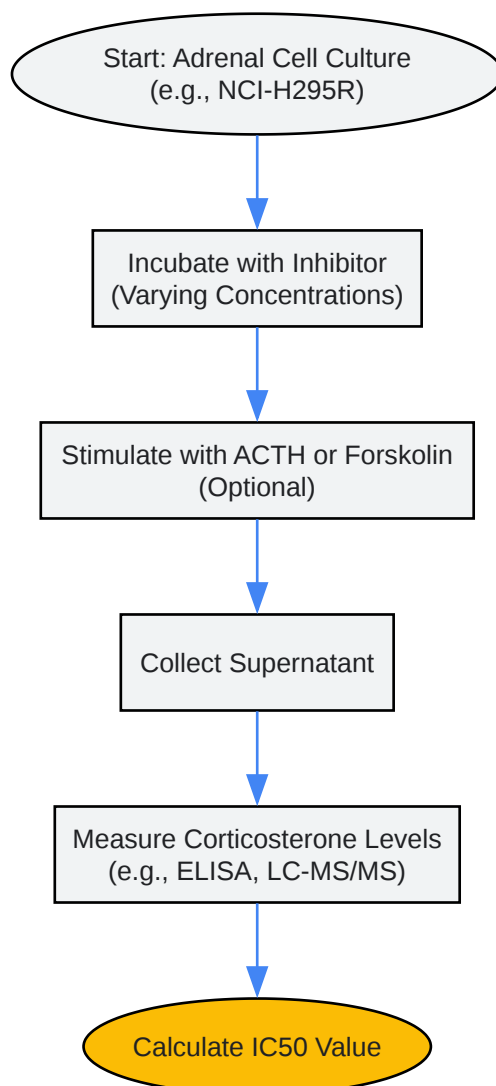 Start: Adrenal Cell Culture
(e.g., NCI-H295R)
Incubate with Inhibitor
(Varying Concentrations)
Stimulate with ACTH or Forskolin
(Optional)
Collect Supernatant
Measure Corticosterone Levels
(e.g., ELISA, LC-MS/MS)
Calculate IC50 Value